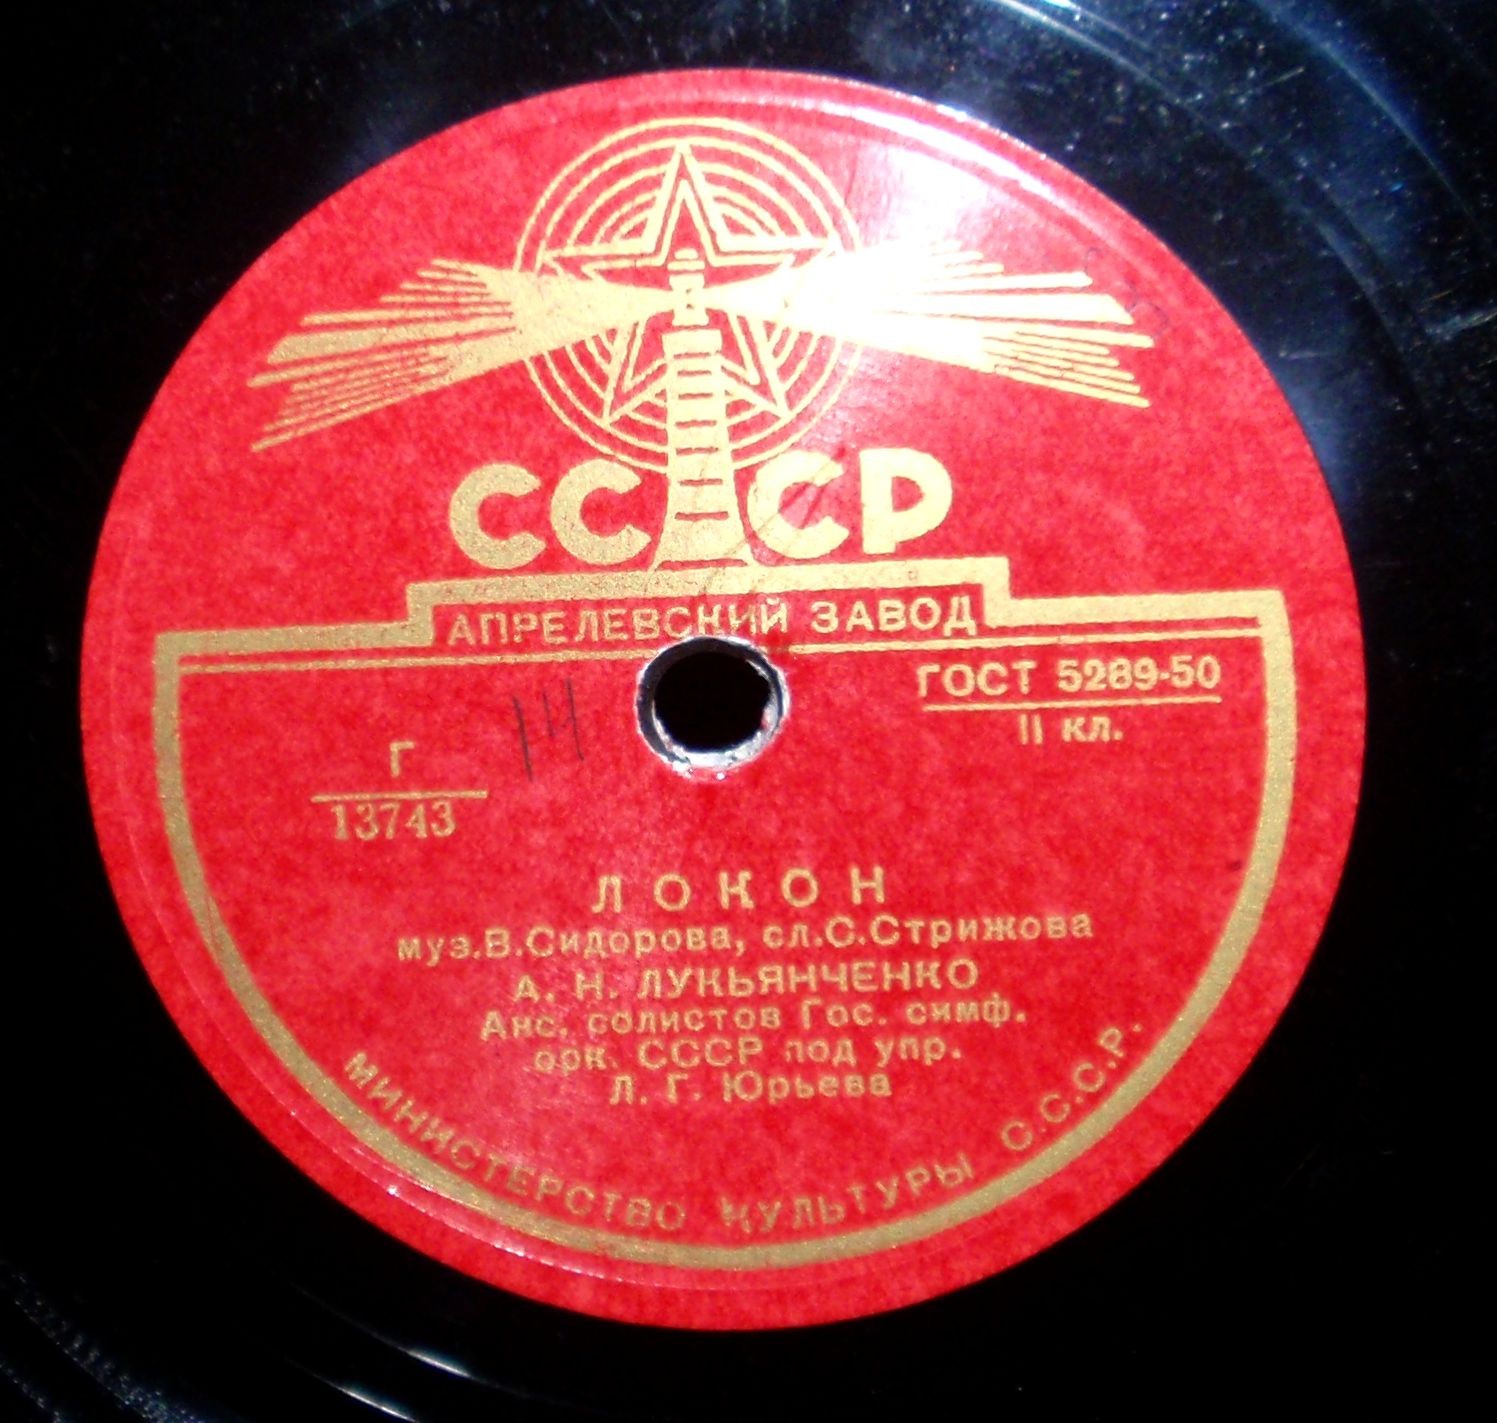 СССР
АПРЕЛЕВСКИЙ ЗАВОД
ГОСТ 5289-50
II кл.
Г
13743
ЛОКОН
муз.В.Сидорова, сл.С.Стрижова
А. Н. ЛУКЬЯНЧЕНКО
Анс. солистов Гос. симф.
орк. СССР под упр.
Л. Г. Юрьева
МИНИСТЕРСТВО КУЛЬТУРЫ С.С.С.Р.